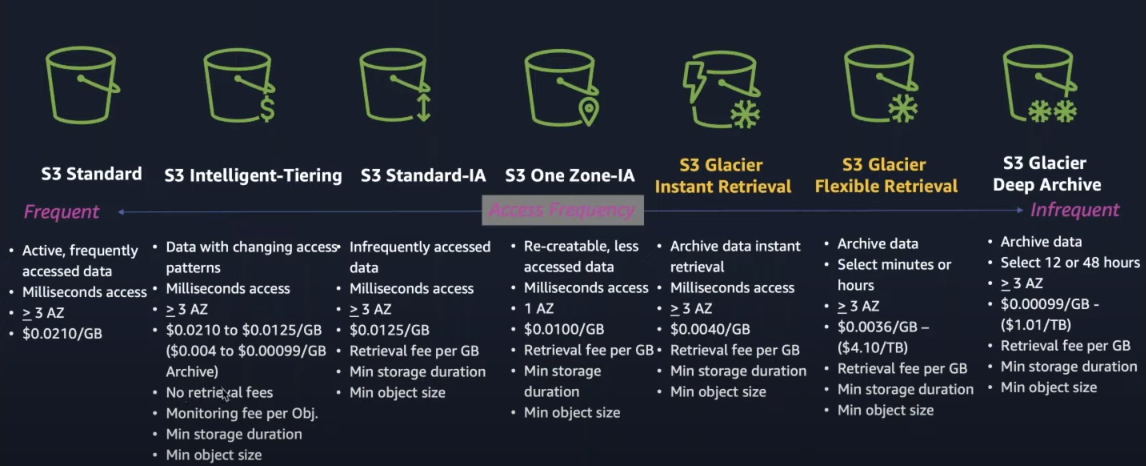 S3 Standard
S3 Intelligent-Tiering
S3 Standard-IA
S3 One Zone-IA
S3 Glacier
Instant Retrieval
S3 Glacier
Flexible Retrieval
S3 Glacier
Deep Archive
Frequent
Access Frequency
Infrequent
• Active, frequently
accessed data
• Milliseconds access
• ≥ 3 AZ
• $0.0210/GB
• Data with changing access
patterns
• Milliseconds access
• ≥ 3 AZ
• $0.0210 to $0.0125/GB
($0.004 to $0.00099/GB
Archive)
• No retrieval fees
• Monitoring fee per Obj.
• Min storage duration
• Min object size
• Infrequently accessed
data
• Milliseconds access
• ≥ 3 AZ
• $0.0125/GB
• Retrieval fee per GB
• Min storage duration
• Min object size
• Re-creatable, less
accessed data
• Milliseconds access
• 1 AZ
• $0.0100/GB
• Retrieval fee per GB
• Min storage
duration
• Min object size
• Archive data instant
retrieval
• Milliseconds access
• ≥ 3 AZ
• $0.0040/GB
• Retrieval fee per GB
• Min storage duration
• Min object size
• Archive data
• Select minutes or
hours
• ≥ 3 AZ
• $0.0036/GB –
($4.10/TB)
• Retrieval fee per GB
• Min storage duration
• Min object size
• Archive data
• Select 12 or 48 hours
• ≥ 3 AZ
• $0.00099/GB -
($1.01/TB)
• Retrieval fee per GB
• Min storage duration
• Min object size